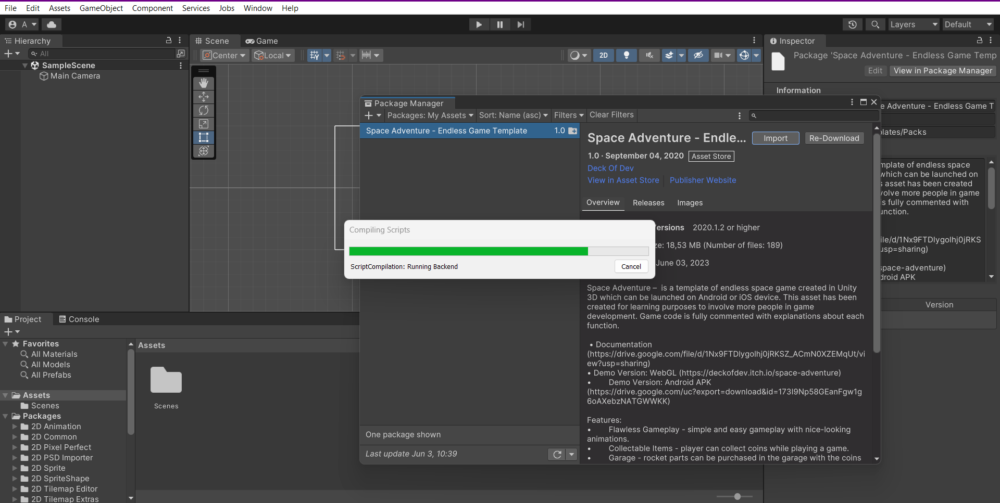 File Edit Assets GameObject Component Services Jobs Window Help
A Layers Default
Hierarchy
All
SampleScene
Main Camera
Scene Game
Center Local 2D
Inspector
Package 'Space Adventure - Endless Game Temp
Edit View in Package Manager
Information
e Adventure - Endless Game T
lates/Packs
mplate of endless space
which can be launched on
s asset has been created
volve more people in game
is fully commented with
unction.
ile/d/1Nx9FTDlygolhj0jRKS
usp=sharing)
space-adventure)
droid APK
Version
Package Manager
Packages: My Assets Sort: Name (asc) Filters Clear Filters
Space Adventure - Endless Game Template 1.0
Space Adventure - Endle... Import Re-Download
1.0 · September 04, 2020 Asset Store
Deck Of Dev
View in Asset Store Publisher Website
Overview Releases Images
ersions 2020.1.2 or higher
ze: 18,53 MB (Number of files: 189)
June 03, 2023
Space Adventure – is a template of endless space game created in Unity
3D which can be launched on Android or iOS device. This asset has been
created for learning purposes to involve more people in game
development. Game code is fully commented with explanations about each
function.
• Documentation
(https://drive.google.com/file/d/1Nx9FTDlygolhj0jRKSZ_ACmN0XZEMqUt/vi
ew?usp=sharing)
• Demo Version: WebGL (https://deckofdev.itch.io/space-adventure)
• Demo Version: Android APK
(https://drive.google.com/uc?export=download&id=173l9Np58GEanFgw1g
6oAXebzNATGWWKK)
Features:
• Flawless Gameplay - simple and easy gameplay with nice-looking
animations.
• Collectable Items - player can collect coins while playing a game.
• Garage - rocket parts can be purchased in the garage with the coins
One package shown
Last update Jun 3, 10:39
Compiling Scripts
ScriptCompilation: Running Backend
Cancel
Project Console
Favorites
All Materials
All Models
All Prefabs
Assets
Scenes
Packages
2D Animation
2D Common
2D Pixel Perfect
2D PSD Importer
2D Sprite
2D SpriteShape
2D Tilemap Editor
2D Tilemap Extras
Assets
Scenes